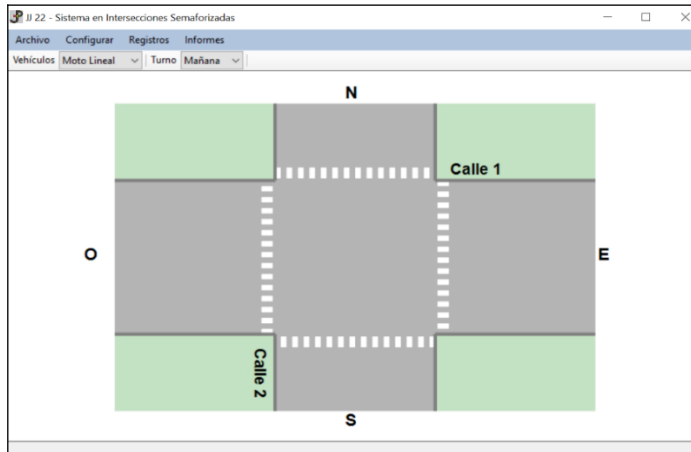 JJ 22 - Sistema en Intersecciones Semaforizadas
Archivo Configurar Registros Informes
Vehículos Moto Lineal Turno Mañana
N
Calle 1
O
E
Calle 2
S